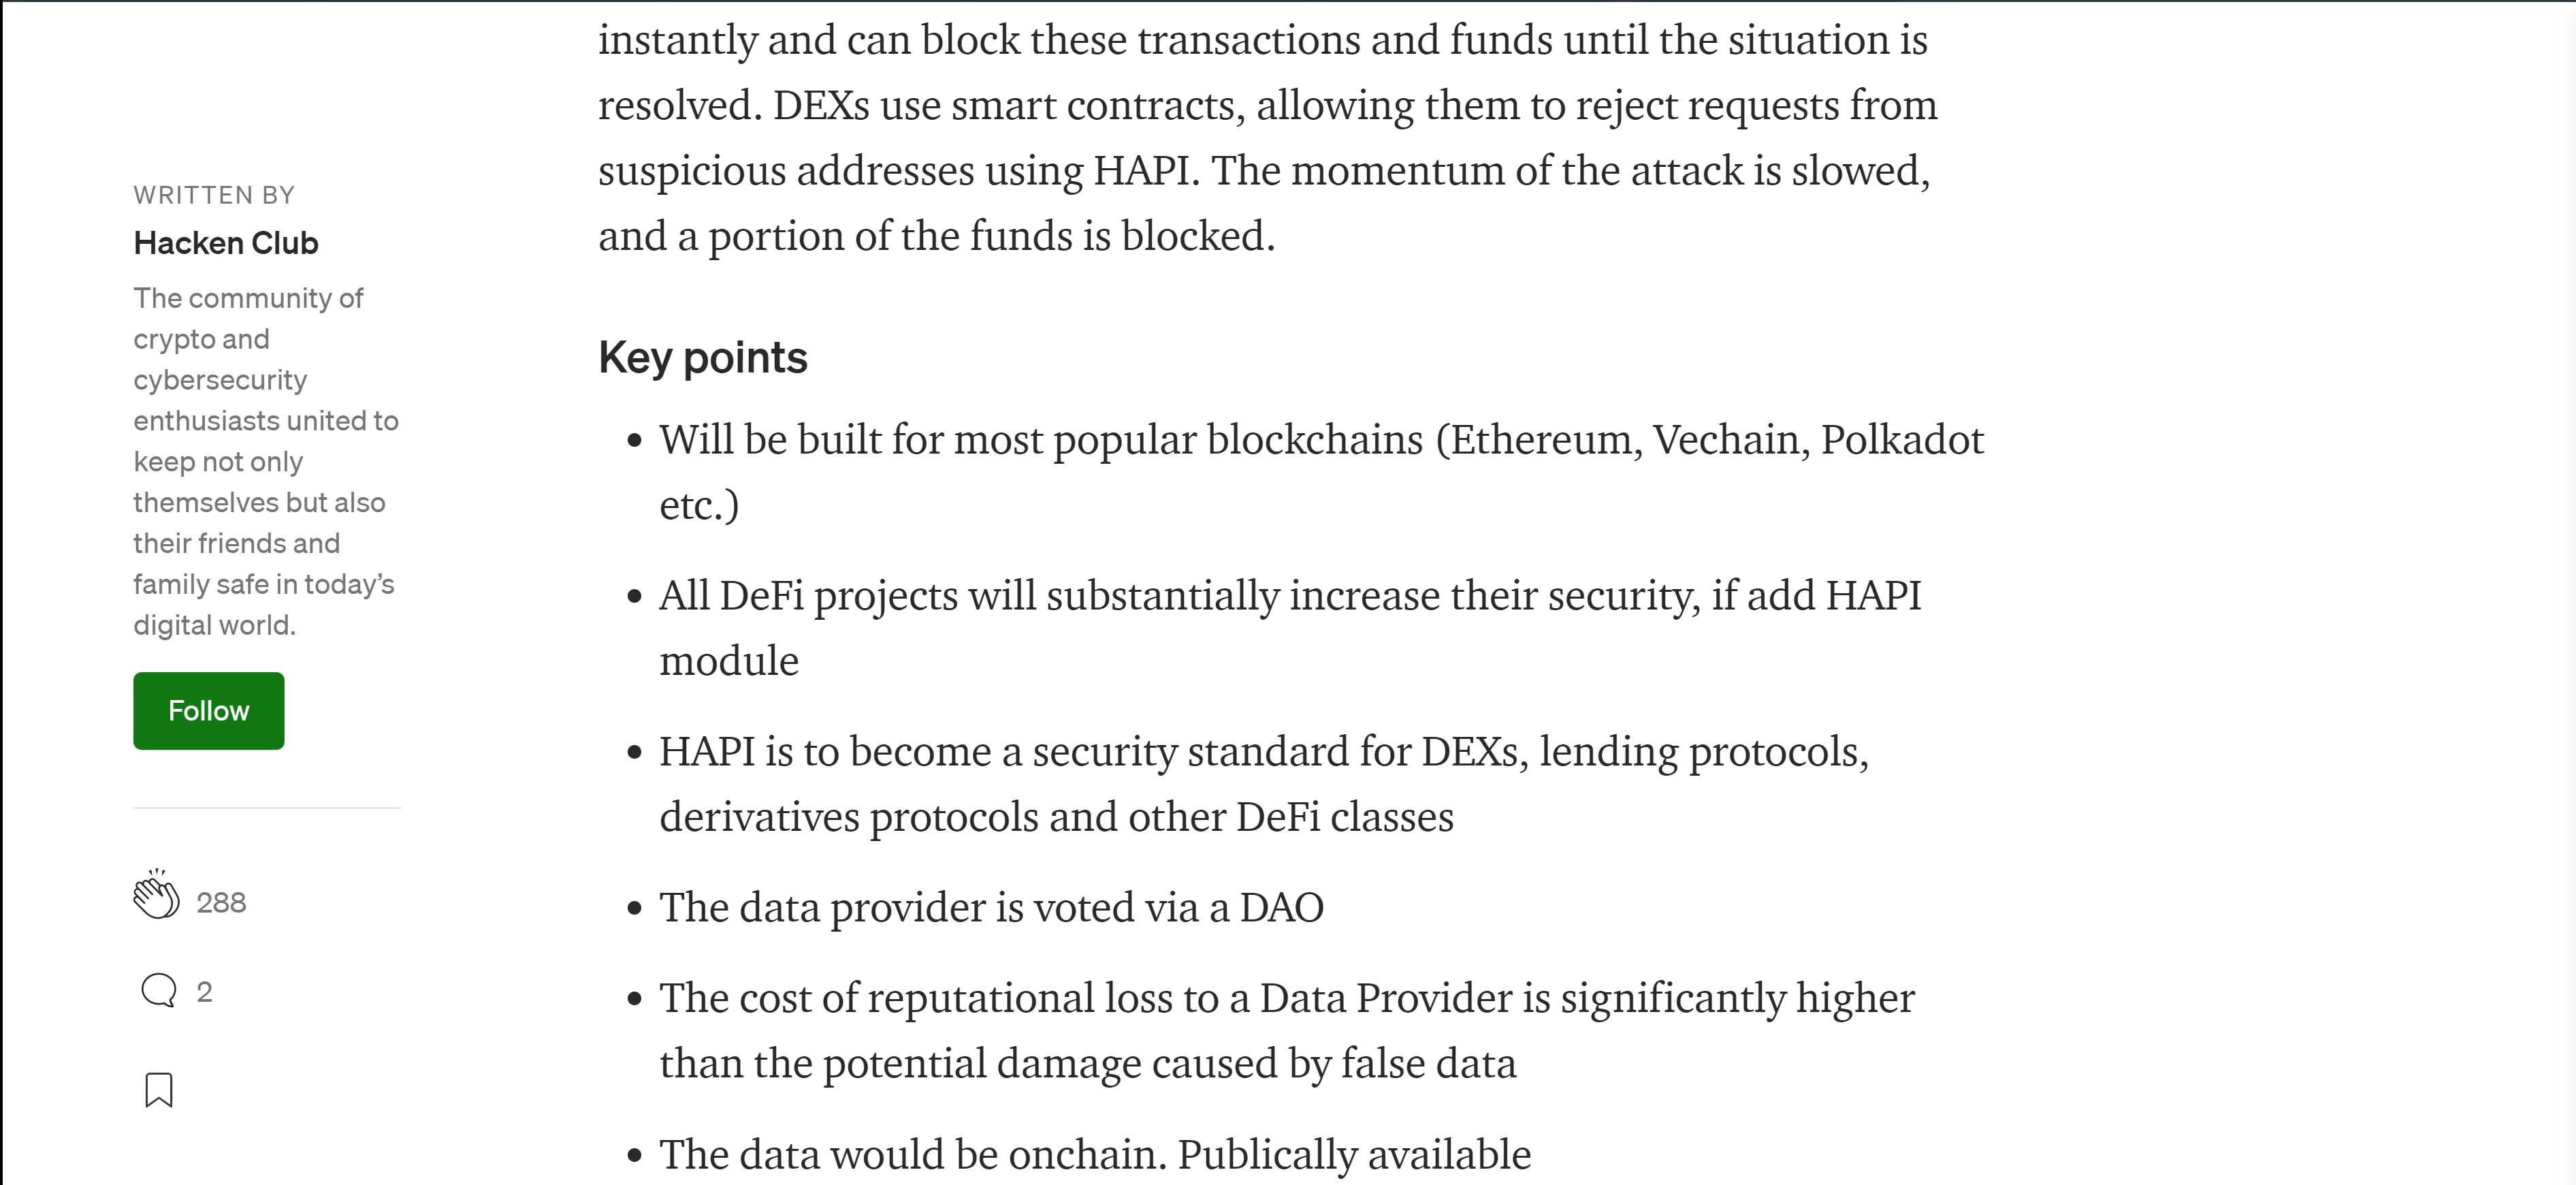 instantly and can block these transactions and funds until the situation is
resolved. DEXs use smart contracts, allowing them to reject requests from
suspicious addresses using HAPI. The momentum of the attack is slowed,
and a portion of the funds is blocked.
WRITTEN BY
Hacken Club
The community of
crypto and
cybersecurity
enthusiasts united to
keep not only
themselves but also
their friends and
family safe in today’s
digital world.
Follow
288
2
Key points
• Will be built for most popular blockchains (Ethereum, Vechain, Polkadot
etc.)
• All DeFi projects will substantially increase their security, if add HAPI
module
• HAPI is to become a security standard for DEXs, lending protocols,
derivatives protocols and other DeFi classes
• The data provider is voted via a DAO
• The cost of reputational loss to a Data Provider is significantly higher
than the potential damage caused by false data
• The data would be onchain. Publically available